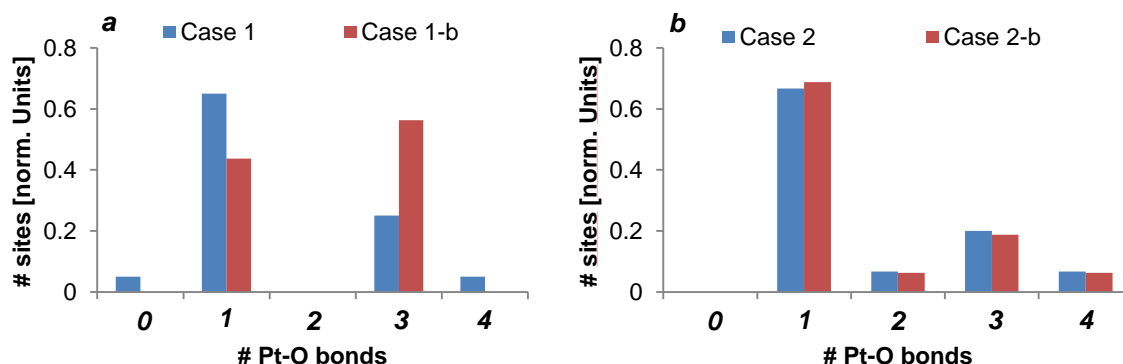 a
Case 1 Case 1-b
# sites [norm. Units]
0.8
0.6
0.4
0.2
0
0 1 2 3 4
# Pt-O bonds
b
Case 2 Case 2-b
# sites [norm. Units]
0.8
0.6
0.4
0.2
0
0 1 2 3 4
# Pt-O bonds